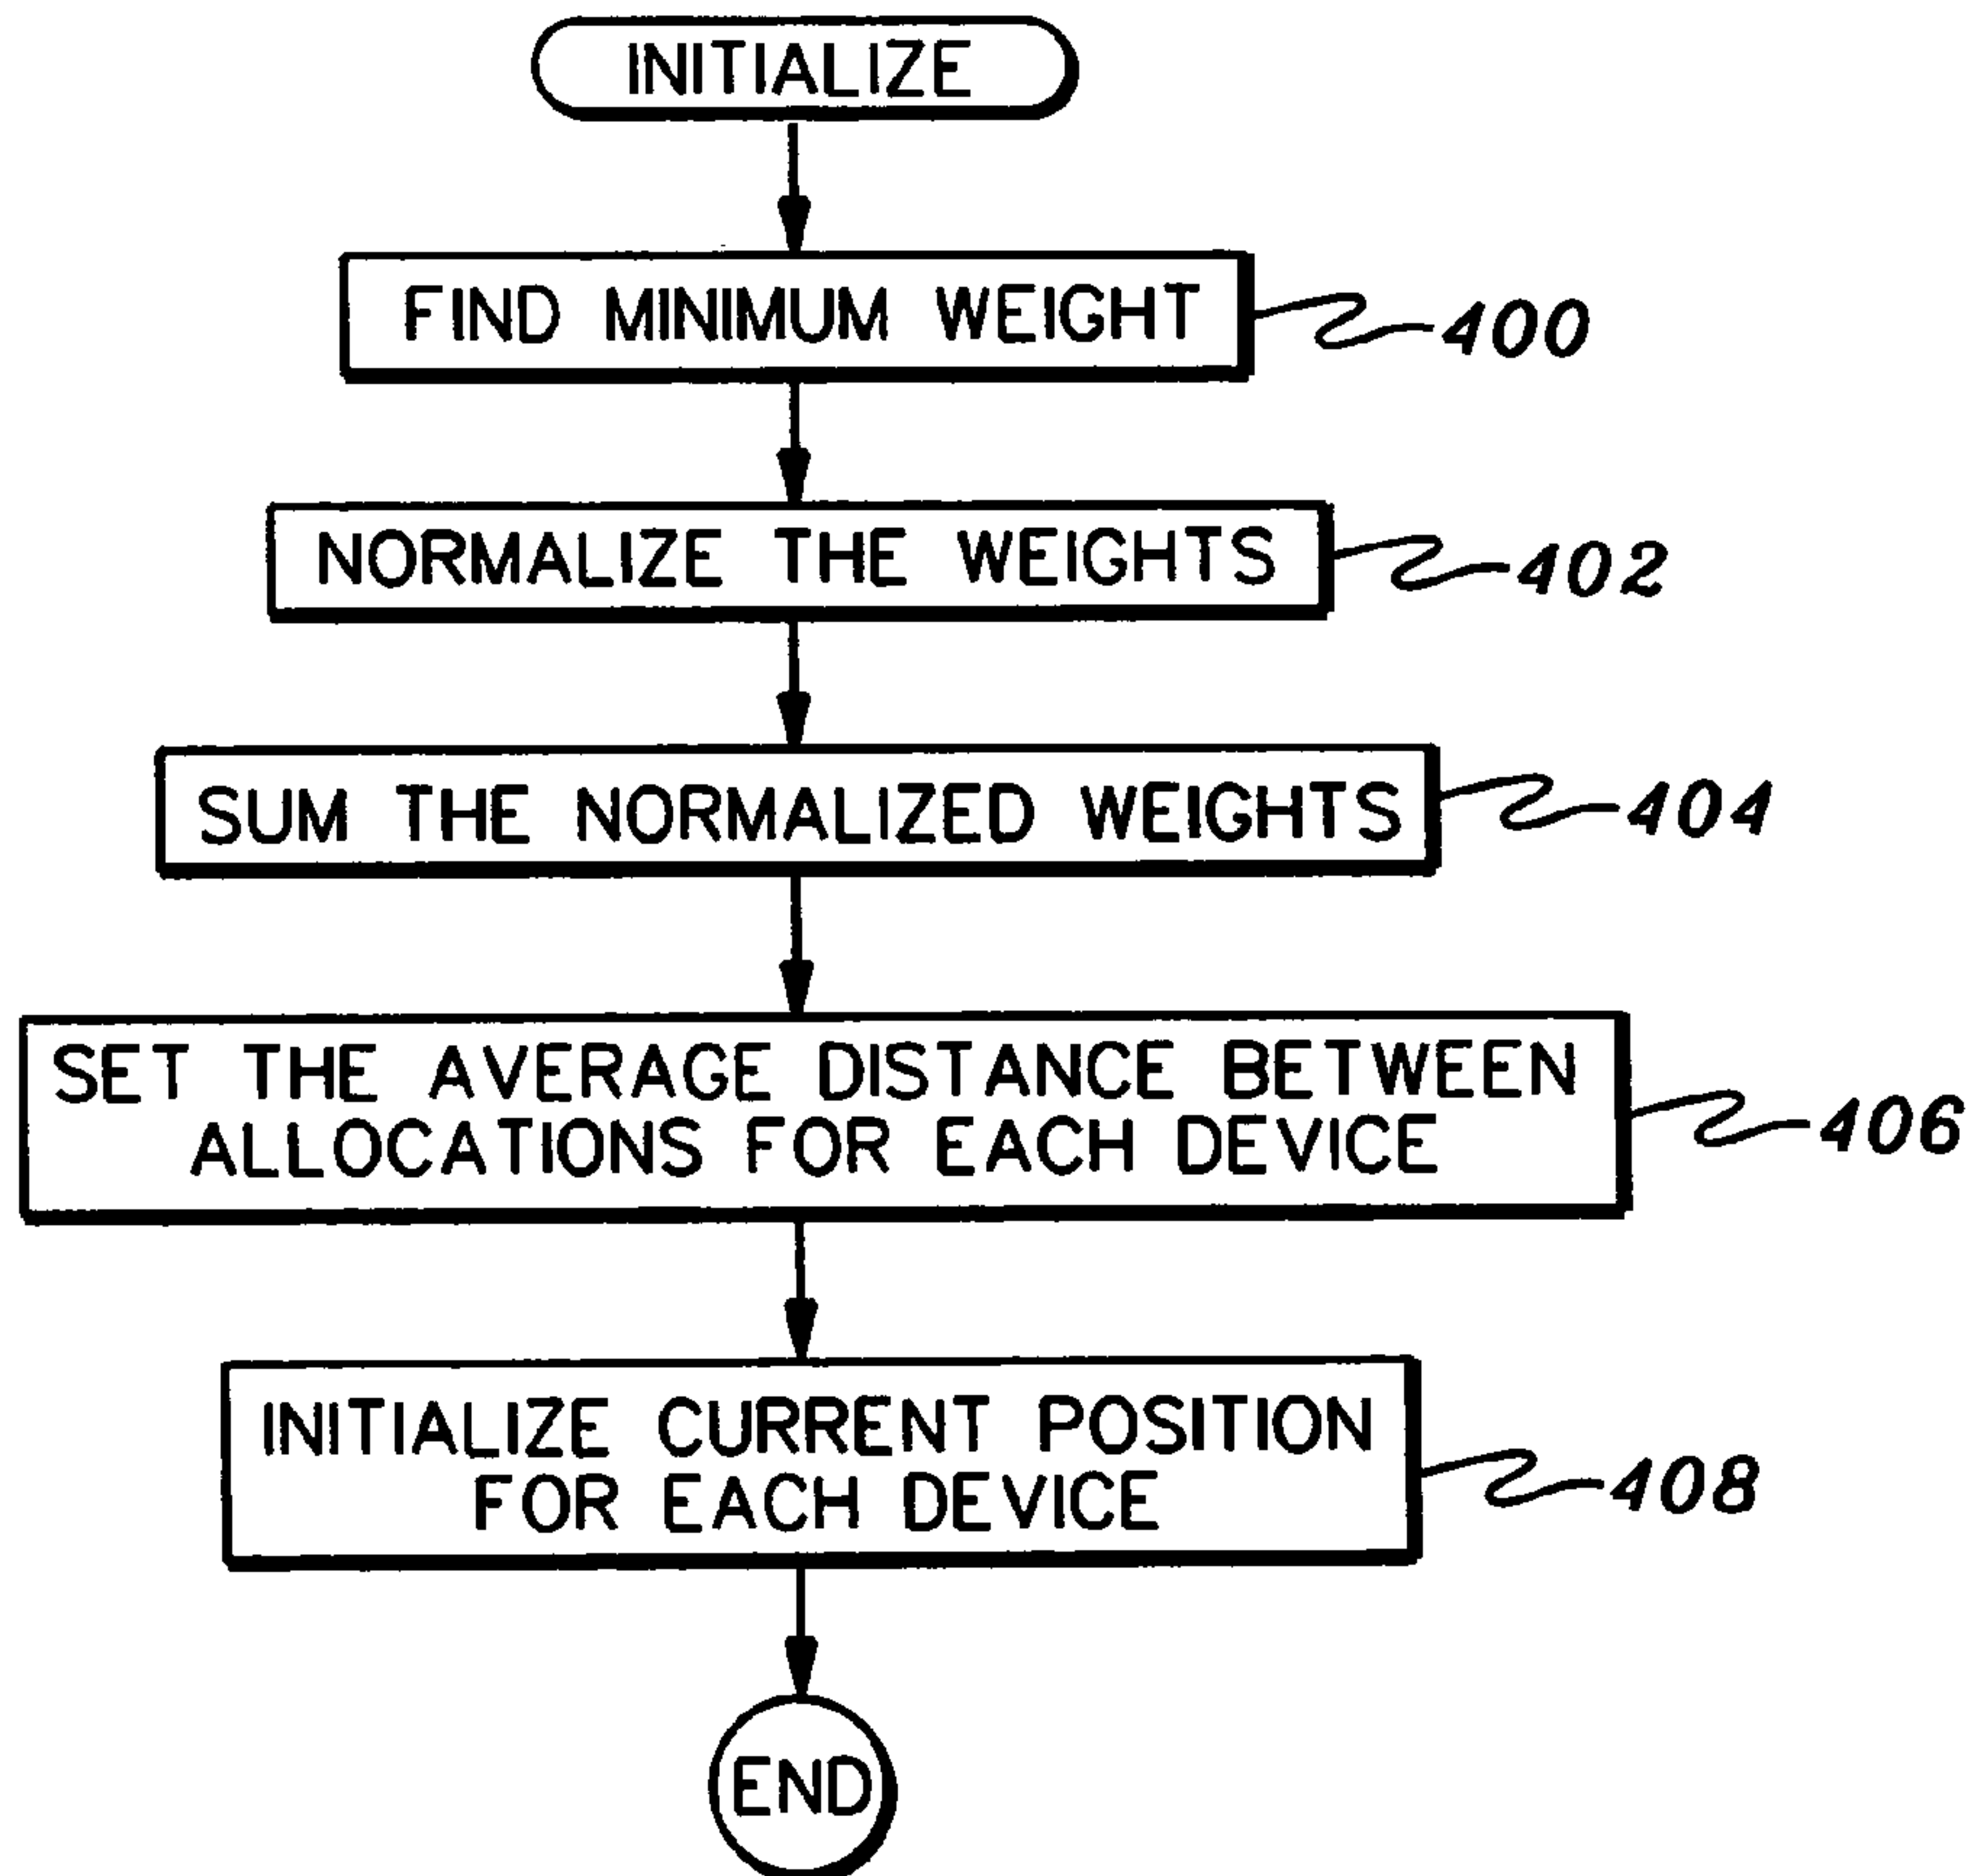 INITIALIZE
FIND MINIMUM WEIGHT
400
NORMALIZE THE WEIGHTS
402
SUM THE NORMALIZED WEIGHTS
404
SET THE AVERAGE DISTANCE BETWEEN
ALLOCATIONS FOR EACH DEVICE
406
INITIALIZE CURRENT POSITION
FOR EACH DEVICE
408
END